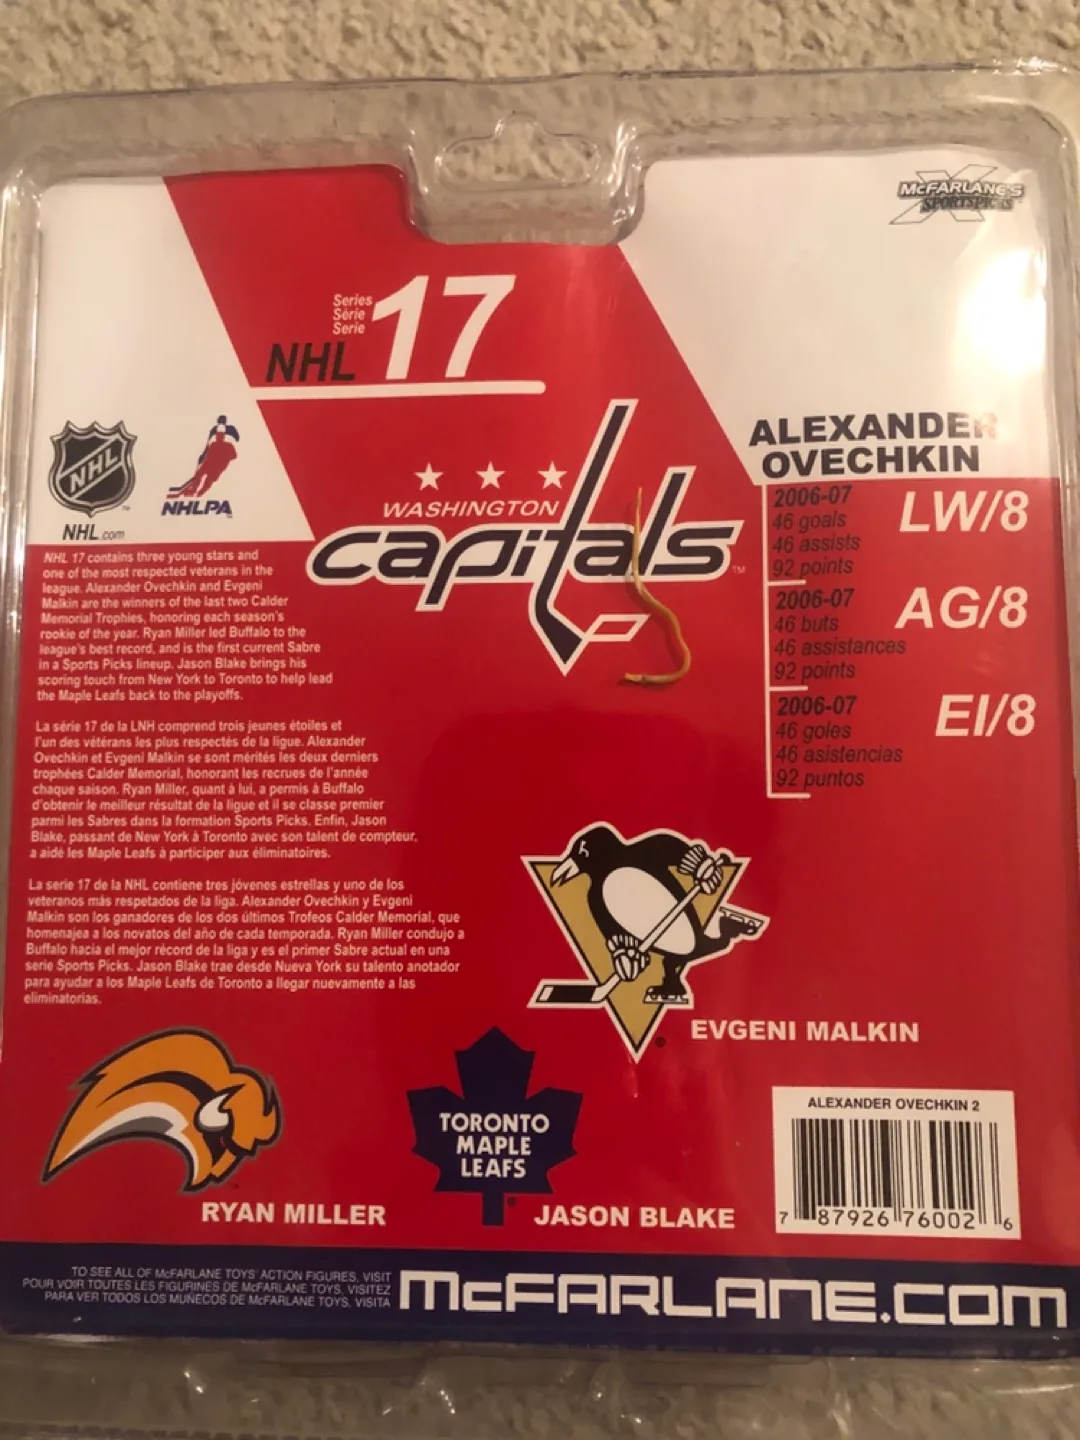 McFARLANE'S
SPORTSPICKS
Series
Série
Serie
NHL 17
NHL
NHL.com
NHLPA
WASHINGTON
capitals
TM
ALEXANDER
OVECHKIN
2006-07
46 goals
46 assists
92 points
LW/8
2006-07
46 buts
46 assistances
92 points
AG/8
2006-07
46 goles
46 asistencias
92 puntos
EI/8
NHL 17 contains three young stars and
one of the most respected veterans in the
league. Alexander Ovechkin and Evgeni
Malkin are the winners of the last two Calder
Memorial Trophies, honoring each season's
rookie of the year. Ryan Miller led Buffalo to the
league's best record, and is the first current Sabre
in a Sports Picks lineup. Jason Blake brings his
scoring touch from New York to Toronto to help lead
the Maple Leafs back to the playoffs.
La série 17 de la LNH comprend trois jeunes étoiles et
l'un des vétérans les plus respectés de la ligue. Alexander
Ovechkin et Evgeni Malkin se sont mérités les deux derniers
trophées Calder Memorial, honorant les recrues de l'année
chaque saison. Ryan Miller, quant à lui, a permis à Buffalo
d'obtenir le meilleur résultat de la ligue et il se classe premier
parmi les Sabres dans la formation Sports Picks. Enfin, Jason
Blake, passant de New York à Toronto avec son talent de compteur,
a aidé les Maple Leafs à participer aux éliminatoires.
La serie 17 de la NHL contiene tres jóvenes estrellas y uno de los
veteranos más respetados de la liga. Alexander Ovechkin y Evgeni
Malkin son los ganadores de los dos últimos Trofeos Calder Memorial, que
homenajea a los novatos del año de cada temporada. Ryan Miller condujo a
Buffalo hacia el mejor récord de la liga y es el primer Sabre actual en una
serie Sports Picks. Jason Blake trae desde Nueva York su talento anotador
para ayudar a los Maple Leafs de Toronto a llegar nuevamente a las
eliminatorias.
EVGENI MALKIN
RYAN MILLER
TORONTO
MAPLE
LEAFS
JASON BLAKE
ALEXANDER OVECHKIN 2
7 87926 76002 6
TO SEE ALL OF McFARLANE TOYS' ACTION FIGURES, VISIT
POUR VOIR TOUTES LES FIGURINES DE McFARLANE TOYS, VISITEZ
PARA VER TODOS LOS MUÑECOS DE McFARLANE TOYS, VISITA
McFARLANE.COM